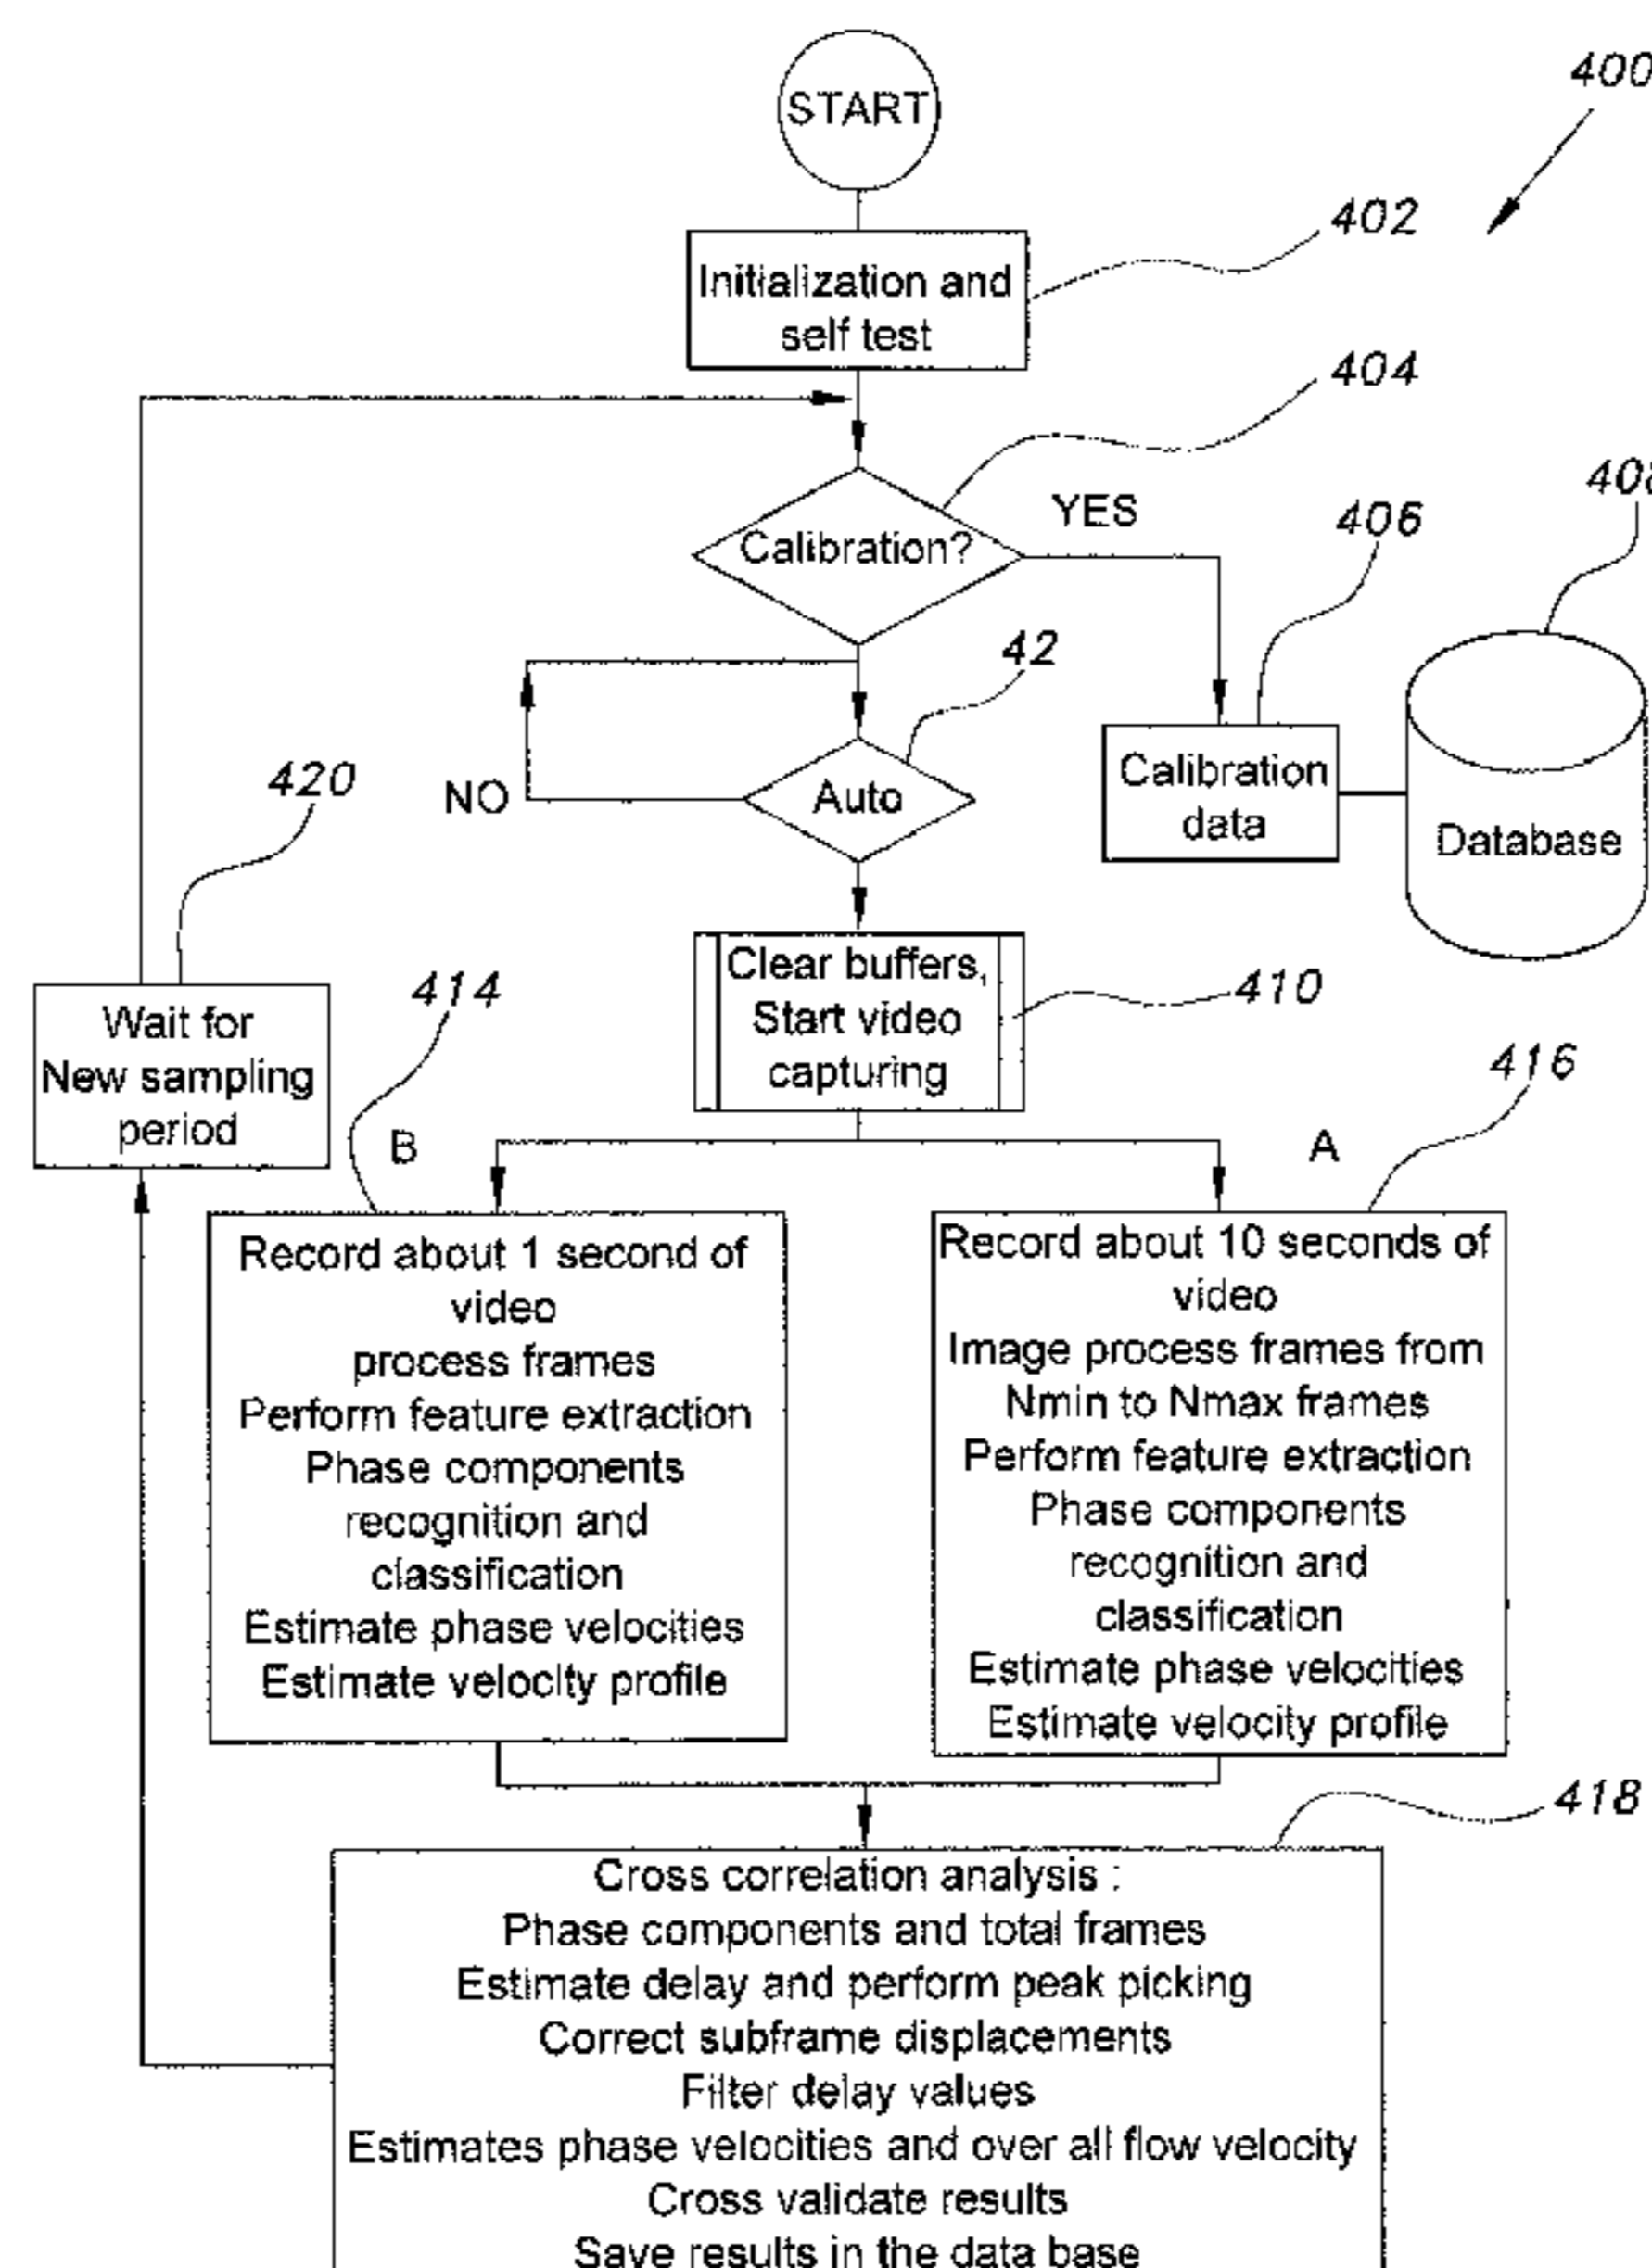 START
400
402
Initialization and
self test
404
Calibration?
YES
406
408
42
NO
Auto
Calibration
data
Database
420
Clear buffers,
Start video
capturing
410
Wait for
New sampling
period
414
B
A
416
Record about 1 second of
video
process frames
Perform feature extraction
Phase components
recognition and
classification
Estimate phase velocities
Estimate velocity profile
Record about 10 seconds of
video
Image process frames from
Nmin to Nmax frames
Perform feature extraction
Phase components
recognition and
classification
Estimate phase velocities
Estimate velocity profile
418
Cross correlation analysis :
Phase components and total frames
Estimate delay and perform peak picking
Correct subframe displacements
Filter delay values
Estimates phase velocities and over all flow velocity
Cross validate results
Save results in the data base